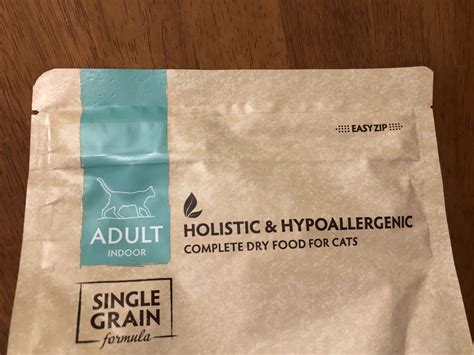 EASY ZIP
ADULT
INDOOR
HOLISTIC & HYPOALLERGENIC
COMPLETE DRY FOOD FOR CATS
SINGLE
GRAIN
formula